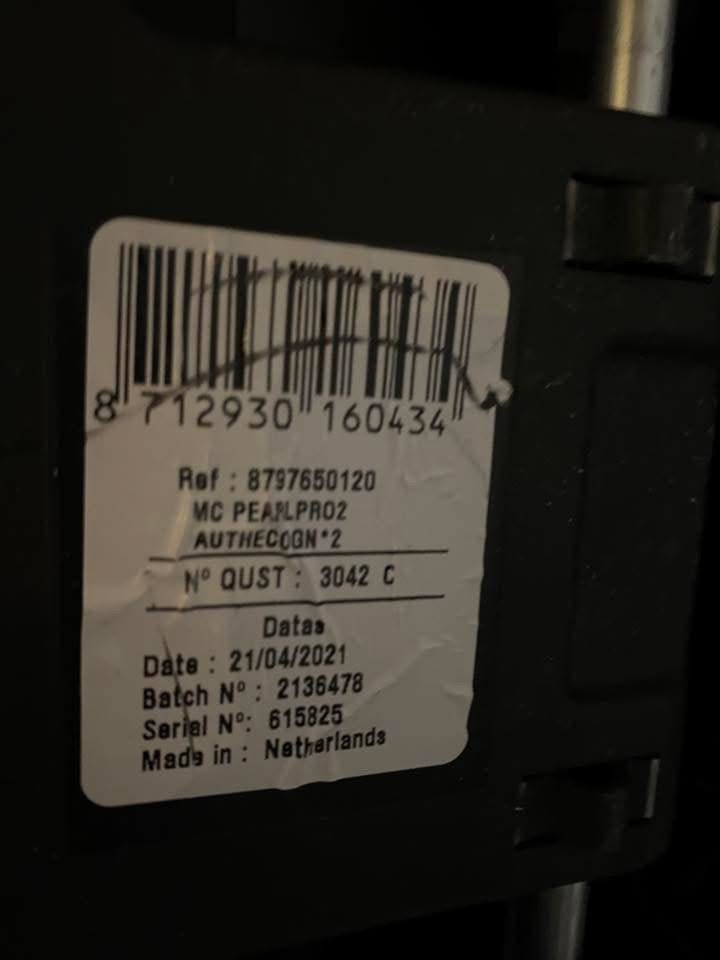 8 712930 160434
Ref : 8797650120
MC PEARLPRO2
AUTHECOGN*2
N° QUST : 3042 C
Datas
Date : 21/04/2021
Batch N° : 2136478
Serial N°: 615825
Made in : Netherlands